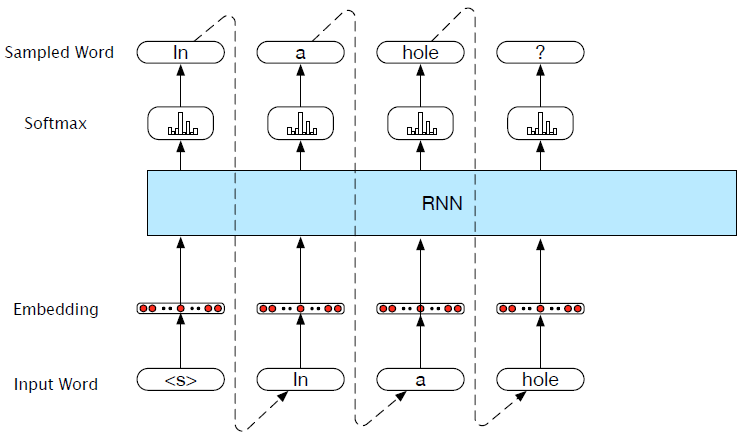 Sampled Word In a hole ?
Softmax
RNN
Embedding
Input Word <s> In a hole